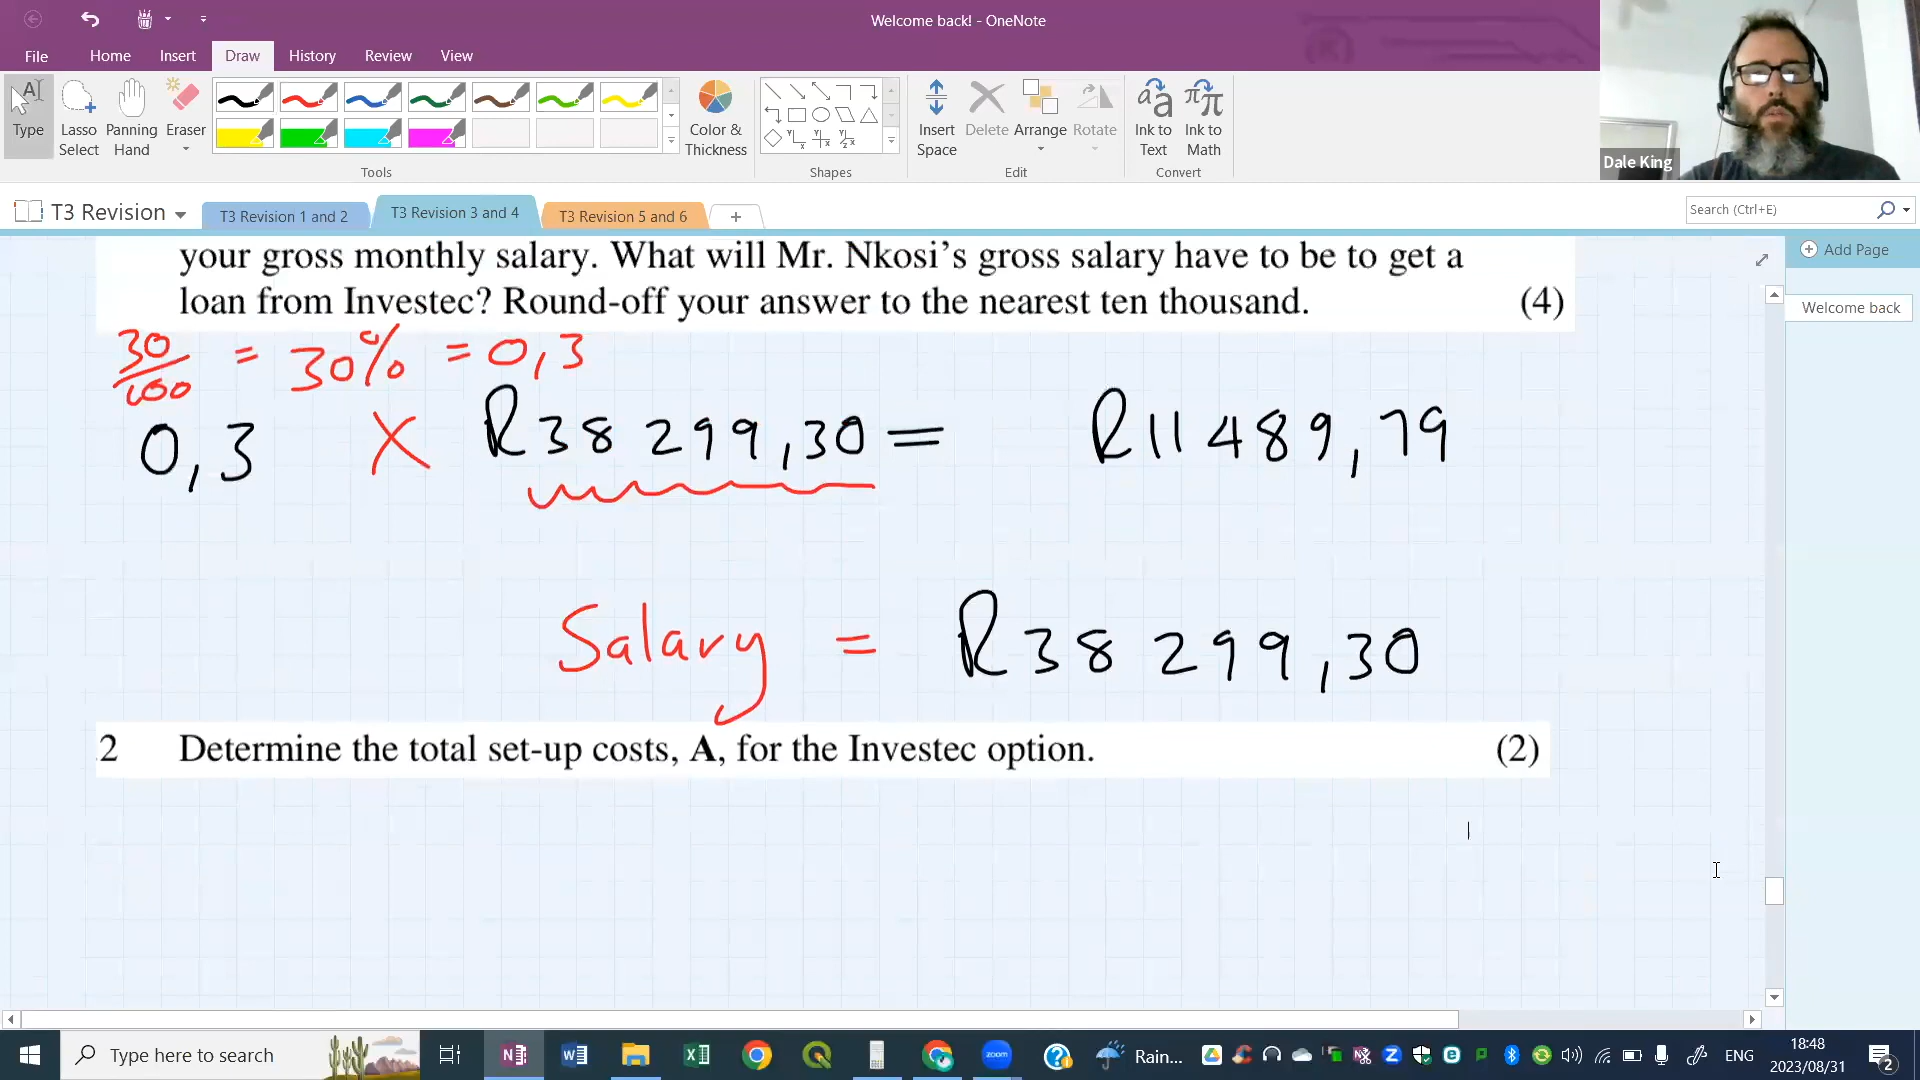 Welcome back! - OneNote
File Home Insert Draw History Review View
Type Lasso Select Panning Hand Eraser Color & Thickness Insert Space Delete Arrange Rotate Ink to Text Ink to Math
Tools Shapes Edit Convert
Dale King
T3 Revision T3 Revision 1 and 2 T3 Revision 3 and 4 T3 Revision 5 and 6 +
Search (Ctrl+E)
Add Page
Welcome back
your gross monthly salary. What will Mr. Nkosi's gross salary have to be to get a
loan from Investec? Round-off your answer to the nearest ten thousand. (4)
30/100 = 30% = 0,3
0,3 X R38 299,30 = R11 489,79
Salary = R38 299,30
.2 Determine the total set-up costs, A, for the Investec option. (2)
Type here to search
Rain...
ENG
18:48
2023/08/31
2